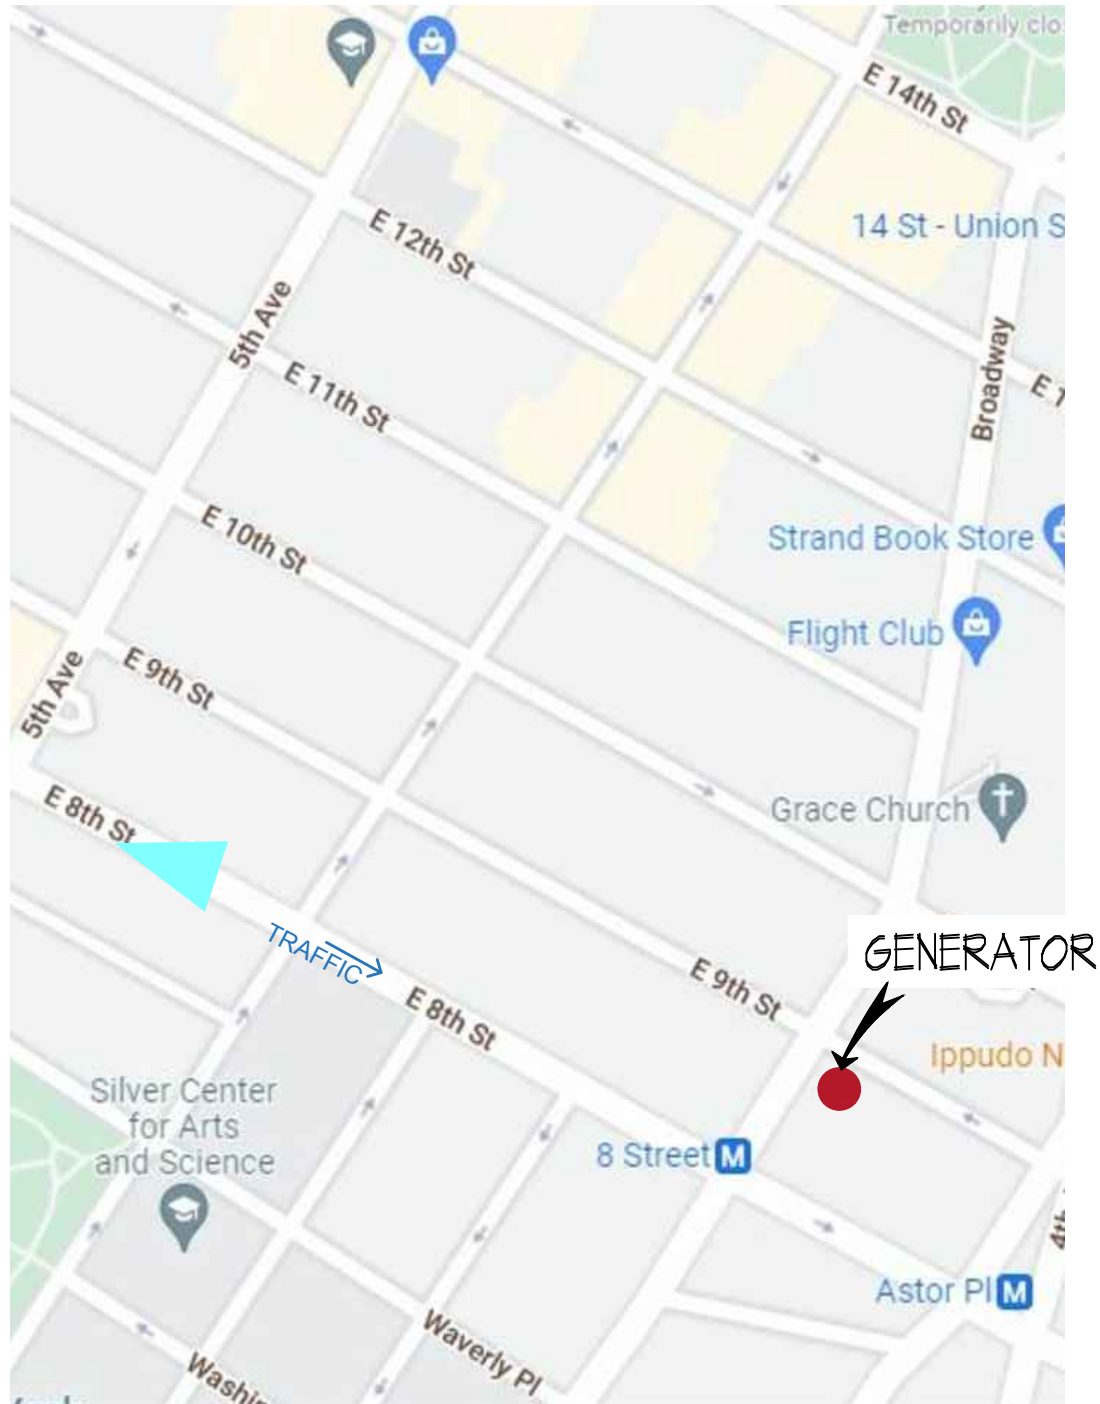 Temporarily clo
E 14th St
14 St - Union S
E 12th St
5th Ave
Broadway
E 11th St
E 1
E 10th St
Strand Book Store
Flight Club
E 9th St
5th Ave
E 8th St
Grace Church
TRAFFIC
GENERATOR
E 9th St
E 8th St
Ippudo N
Silver Center
for Arts
and Science
8 Street M
4th
Astor Pl M
Waverly Pl
Washin